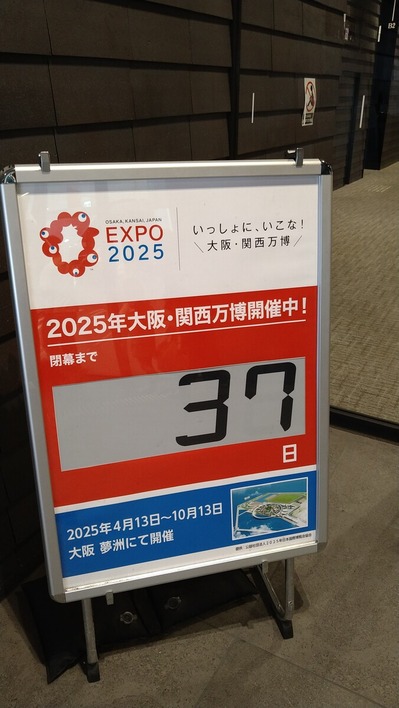 B2
OSAKA, KANSAI, JAPAN
EXPO
2025
いっしょに、いこな!
\ 大阪・関西万博 /
2025年大阪・関西万博開催中!
閉幕まで
37
日
2025年4月13日~10月13日
大阪 夢洲にて開催